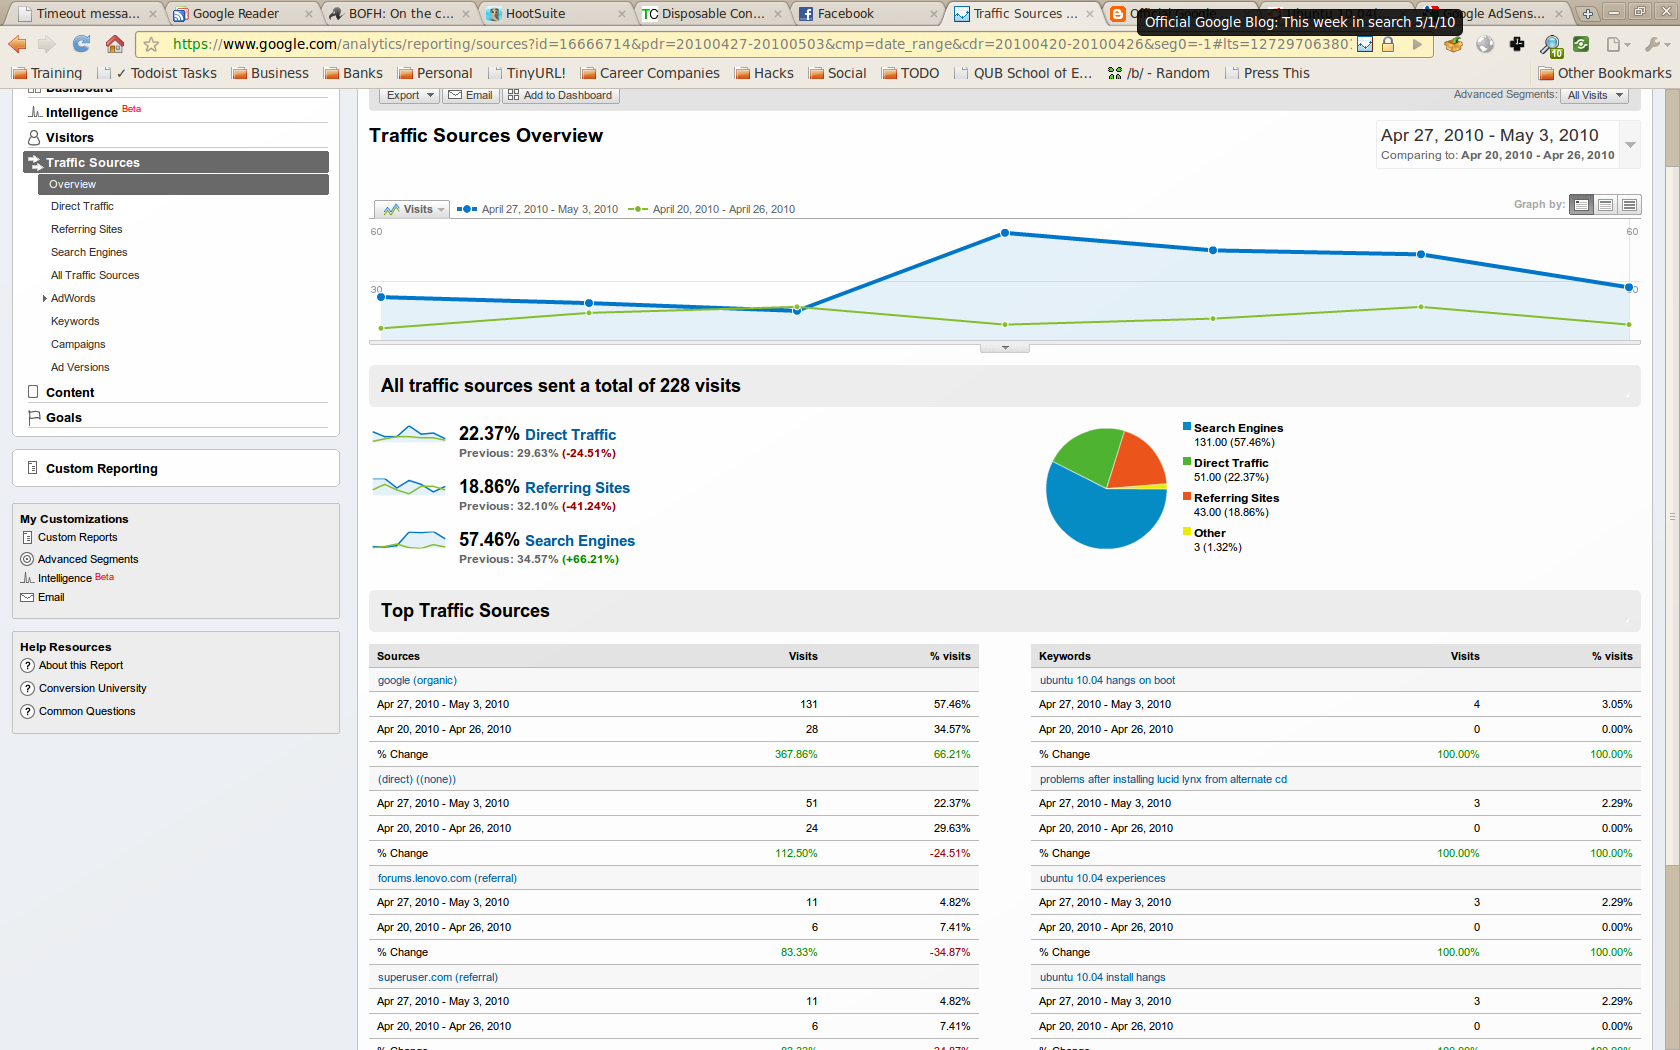 Timeout messa...
Google Reader
BOFH: On the c...
HootSuite
TC Disposable Con...
Facebook
Traffic Sources ...
Google AdSens...
Official Google Blog: This week in search 5/1/10
https://www.google.com/analytics/reporting/sources?id=16666714&pdr=20100427-20100503&cmp=date_range&cdr=20100420-20100426&seg0=-1#lts=127297063801
10
Training
✓ Todoist Tasks
Business
Banks
Personal
TinyURL!
Career Companies
Hacks
Social
TODO
QUB School of E...
/b/ - Random
Press This
Other Bookmarks
Dashboard
Intelligence Beta
Visitors
Traffic Sources
Overview
Direct Traffic
Referring Sites
Search Engines
All Traffic Sources
AdWords
Keywords
Campaigns
Ad Versions
Content
Goals
Custom Reporting
My Customizations
Custom Reports
Advanced Segments
Intelligence Beta
Email
Help Resources
? About this Report
? Conversion University
? Common Questions
Export
Email
Add to Dashboard
Advanced Segments: All Visits
Traffic Sources Overview
Apr 27, 2010 - May 3, 2010
Comparing to: Apr 20, 2010 - Apr 26, 2010
Visits
April 27, 2010 - May 3, 2010
April 20, 2010 - April 26, 2010
Graph by:
60
60
30
All traffic sources sent a total of 228 visits
22.37% Direct Traffic
Previous: 29.63% (-24.51%)
18.86% Referring Sites
Previous: 32.10% (-41.24%)
57.46% Search Engines
Previous: 34.57% (+66.21%)
Search Engines
131.00 (57.46%)
Direct Traffic
51.00 (22.37%)
Referring Sites
43.00 (18.86%)
Other
3 (1.32%)
Top Traffic Sources
Sources Visits % visits
google (organic)
Apr 27, 2010 - May 3, 2010 131 57.46%
Apr 20, 2010 - Apr 26, 2010 28 34.57%
% Change 367.86% 66.21%
(direct) ((none))
Apr 27, 2010 - May 3, 2010 51 22.37%
Apr 20, 2010 - Apr 26, 2010 24 29.63%
% Change 112.50% -24.51%
forums.lenovo.com (referral)
Apr 27, 2010 - May 3, 2010 11 4.82%
Apr 20, 2010 - Apr 26, 2010 6 7.41%
% Change 83.33% -34.87%
superuser.com (referral)
Apr 27, 2010 - May 3, 2010 11 4.82%
Apr 20, 2010 - Apr 26, 2010 6 7.41%
% Change 83.33% -34.87%
Keywords Visits % visits
ubuntu 10.04 hangs on boot
Apr 27, 2010 - May 3, 2010 4 3.05%
Apr 20, 2010 - Apr 26, 2010 0 0.00%
% Change 100.00% 100.00%
problems after installing lucid lynx from alternate cd
Apr 27, 2010 - May 3, 2010 3 2.29%
Apr 20, 2010 - Apr 26, 2010 0 0.00%
% Change 100.00% 100.00%
ubuntu 10.04 experiences
Apr 27, 2010 - May 3, 2010 3 2.29%
Apr 20, 2010 - Apr 26, 2010 0 0.00%
% Change 100.00% 100.00%
ubuntu 10.04 install hangs
Apr 27, 2010 - May 3, 2010 3 2.29%
Apr 20, 2010 - Apr 26, 2010 0 0.00%
% Change 100.00% 100.00%